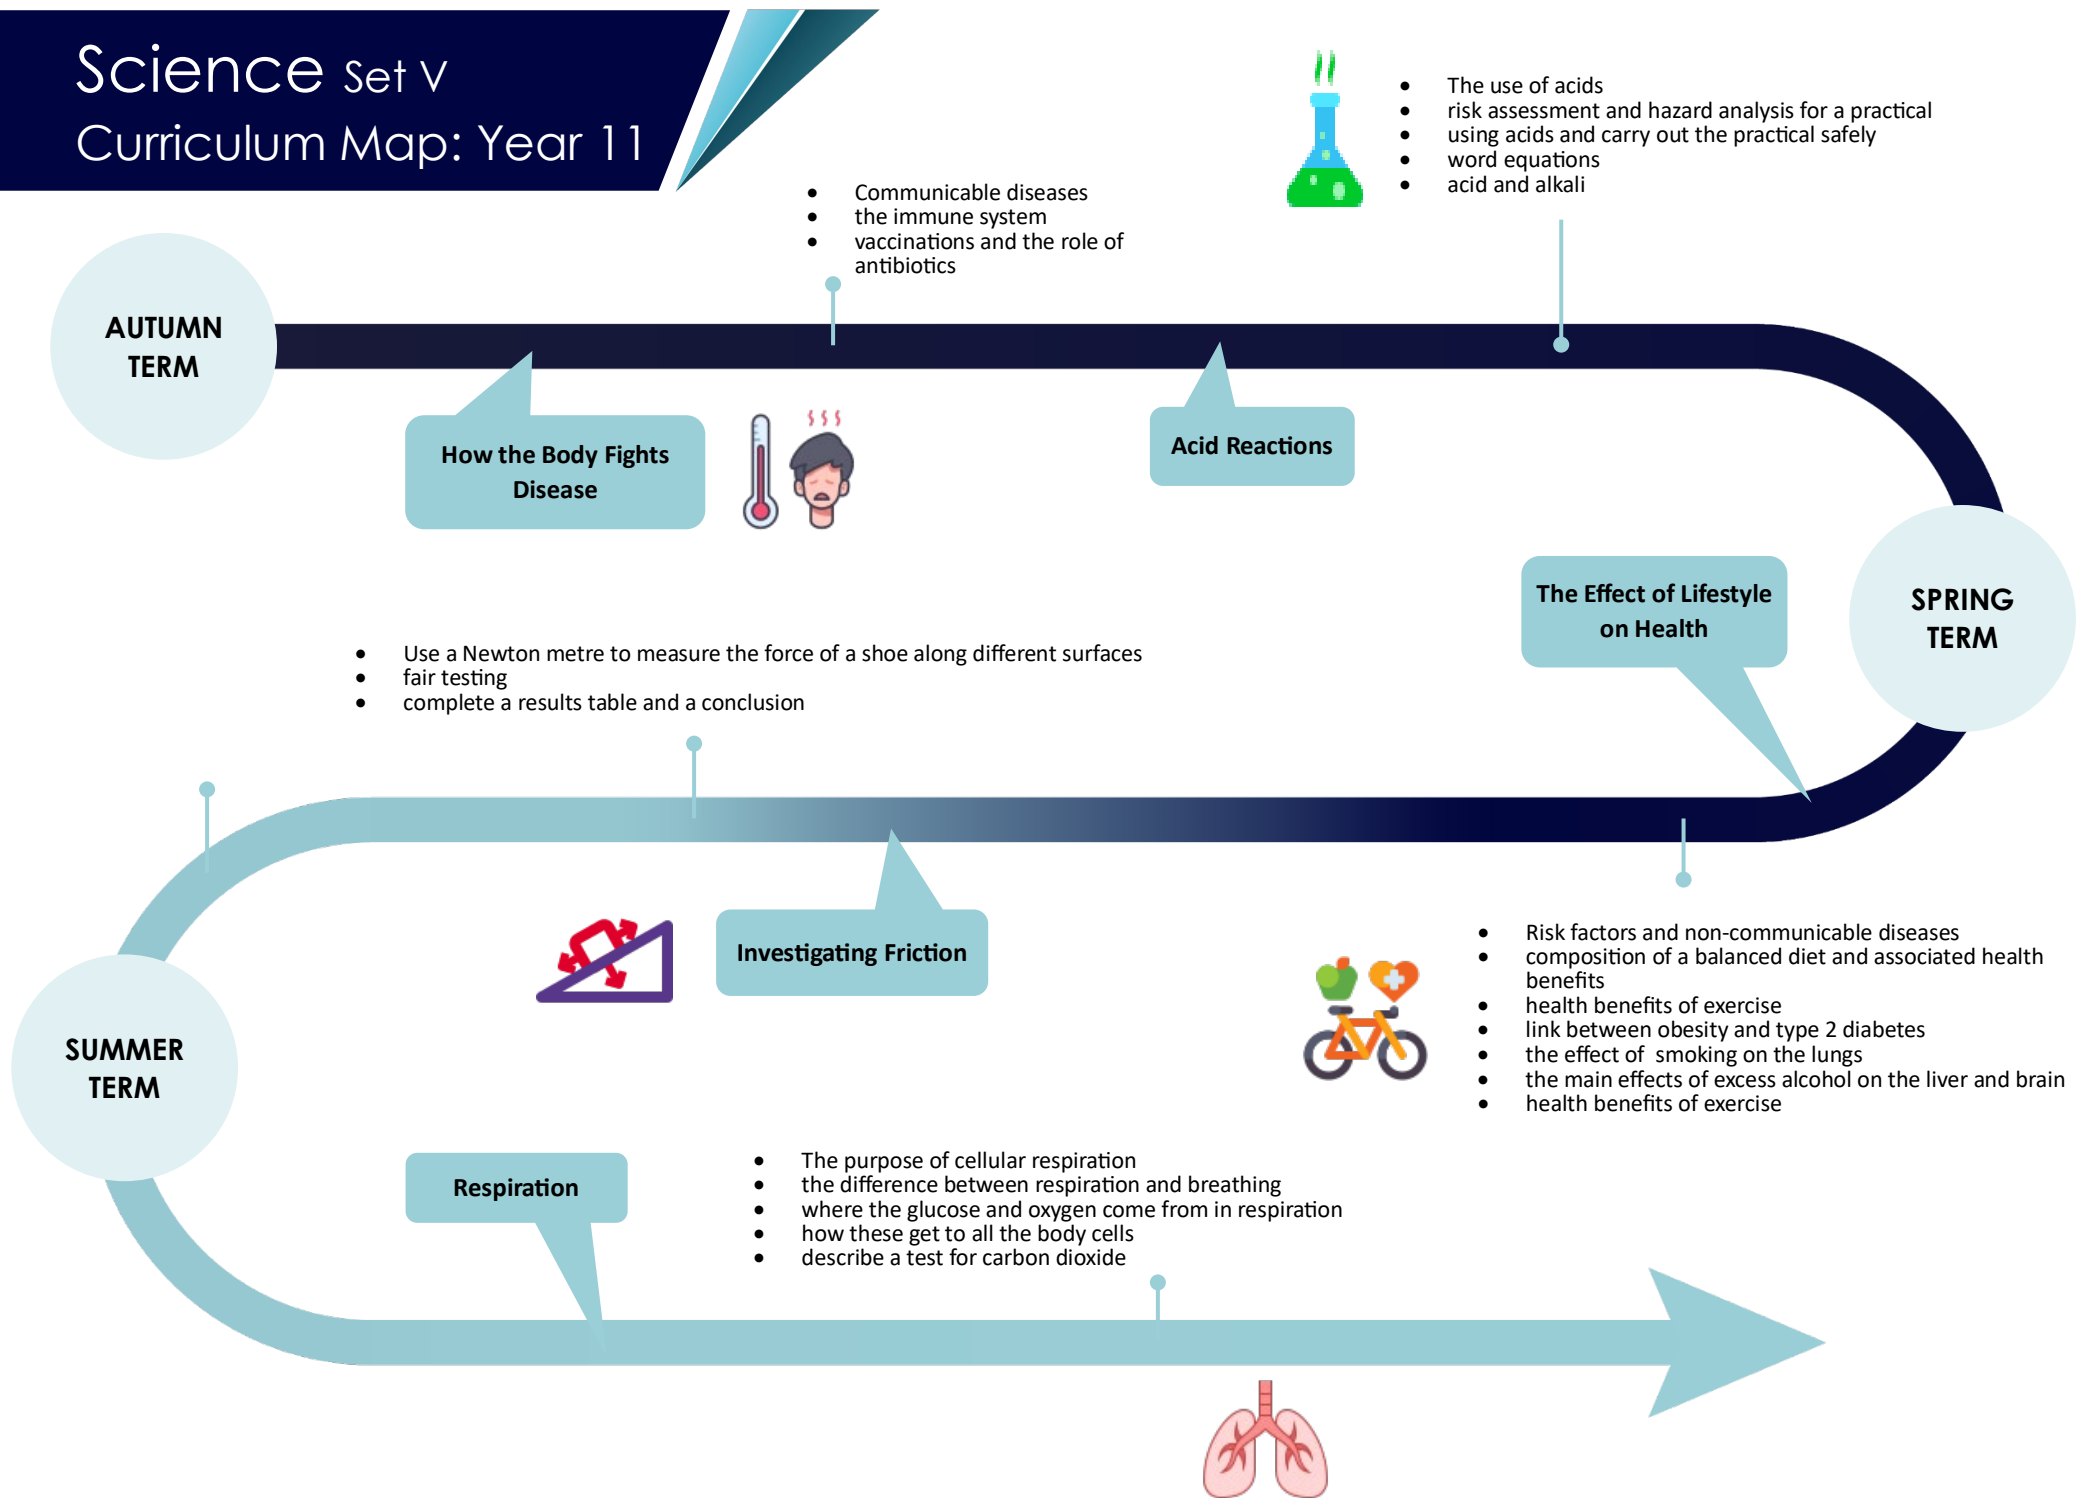 Science Set V
Curriculum Map: Year 11
• The use of acids
• risk assessment and hazard analysis for a practical
• using acids and carry out the practical safely
• word equations
• acid and alkali
• Communicable diseases
• the immune system
• vaccinations and the role of
antibiotics
AUTUMN
TERM
How the Body Fights
Disease
Acid Reactions
SPRING
TERM
The Effect of Lifestyle
on Health
• Use a Newton metre to measure the force of a shoe along different surfaces
• fair testing
• complete a results table and a conclusion
Investigating Friction
• Risk factors and non-communicable diseases
• composition of a balanced diet and associated health
benefits
• health benefits of exercise
• link between obesity and type 2 diabetes
• the effect of  smoking on the lungs
• the main effects of excess alcohol on the liver and brain
• health benefits of exercise
SUMMER
TERM
Respiration
• The purpose of cellular respiration
• the difference between respiration and breathing
• where the glucose and oxygen come from in respiration
• how these get to all the body cells
• describe a test for carbon dioxide